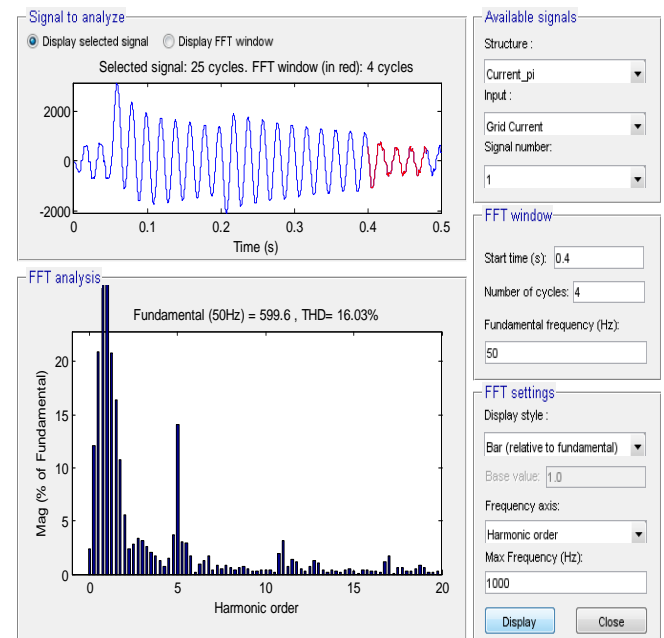 Signal to analyze
Display selected signal
Display FFT window
Selected signal: 25 cycles. FFT window (in red): 4 cycles
2000
0
-2000
0
0.1
0.2
0.3
0.4
0.5
Time (s)
FFT analysis
Fundamental (50Hz) = 599.6 , THD= 16.03%
20
15
10
5
0
Mag (% of Fundamental)
0
5
10
15
20
Harmonic order
Available signals
Structure :
Current_pi
Input :
Grid Current
Signal number:
1
FFT window
Start time (s): 0.4
Number of cycles: 4
Fundamental frequency (Hz):
50
FFT settings
Display style :
Bar (relative to fundamental)
Base value: 1.0
Frequency axis:
Harmonic order
Max Frequency (Hz):
1000
Display
Close